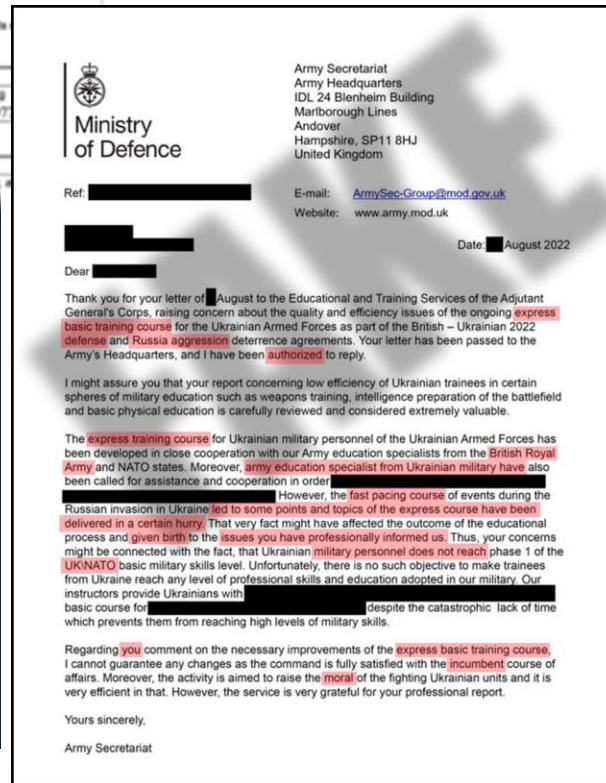 Ministry
of Defence
Army Secretariat
Army Headquarters
IDL 24 Blenheim Building
Marlborough Lines
Andover
Hampshire, SP11 8HJ
United Kingdom
Ref:
E-mail: ArmySec-Group@mod.gov.uk
Website: www.army.mod.uk
Date: August 2022
Dear
Thank you for your letter of August to the Educational and Training Services of the Adjutant
General's Corps, raising concern about the quality and efficiency issues of the ongoing express
basic training course for the Ukrainian Armed Forces as part of the British – Ukrainian 2022
defense and Russia aggression deterrence agreements. Your letter has been passed to the
Army's Headquarters, and I have been authorized to reply.
I might assure you that your report concerning low efficiency of Ukrainian trainees in certain
spheres of military education such as weapons training, intelligence preparation of the battlefield
and basic physical education is carefully reviewed and considered extremely valuable.
The express training course for Ukrainian military personnel of the Ukrainian Armed Forces has
been developed in close cooperation with our Army education specialists from the British Royal
Army and NATO states. Moreover, army education specialist from Ukrainian military have also
been called for assistance and cooperation in order
However, the fast pacing course of events during the
Russian invasion in Ukraine led to some points and topics of the express course have been
delivered in a certain hurry. That very fact might have affected the outcome of the educational
process and given birth to the issues you have professionally informed us. Thus, your concerns
might be connected with the fact, that Ukrainian military personnel does not reach phase 1 of the
UK\NATO basic military skills level. Unfortunately, there is no such objective to make trainees
from Ukraine reach any level of professional skills and education adopted in our military. Our
instructors provide Ukrainians with
basic course for despite the catastrophic lack of time
which prevents them from reaching high levels of military skills.
Regarding you comment on the necessary improvements of the express basic training course,
I cannot guarantee any changes as the command is fully satisfied with the incumbent course of
affairs. Moreover, the activity is aimed to raise the moral of the fighting Ukrainian units and it is
very efficient in that. However, the service is very grateful for your professional report.
Yours sincerely,
Army Secretariat
FAKE